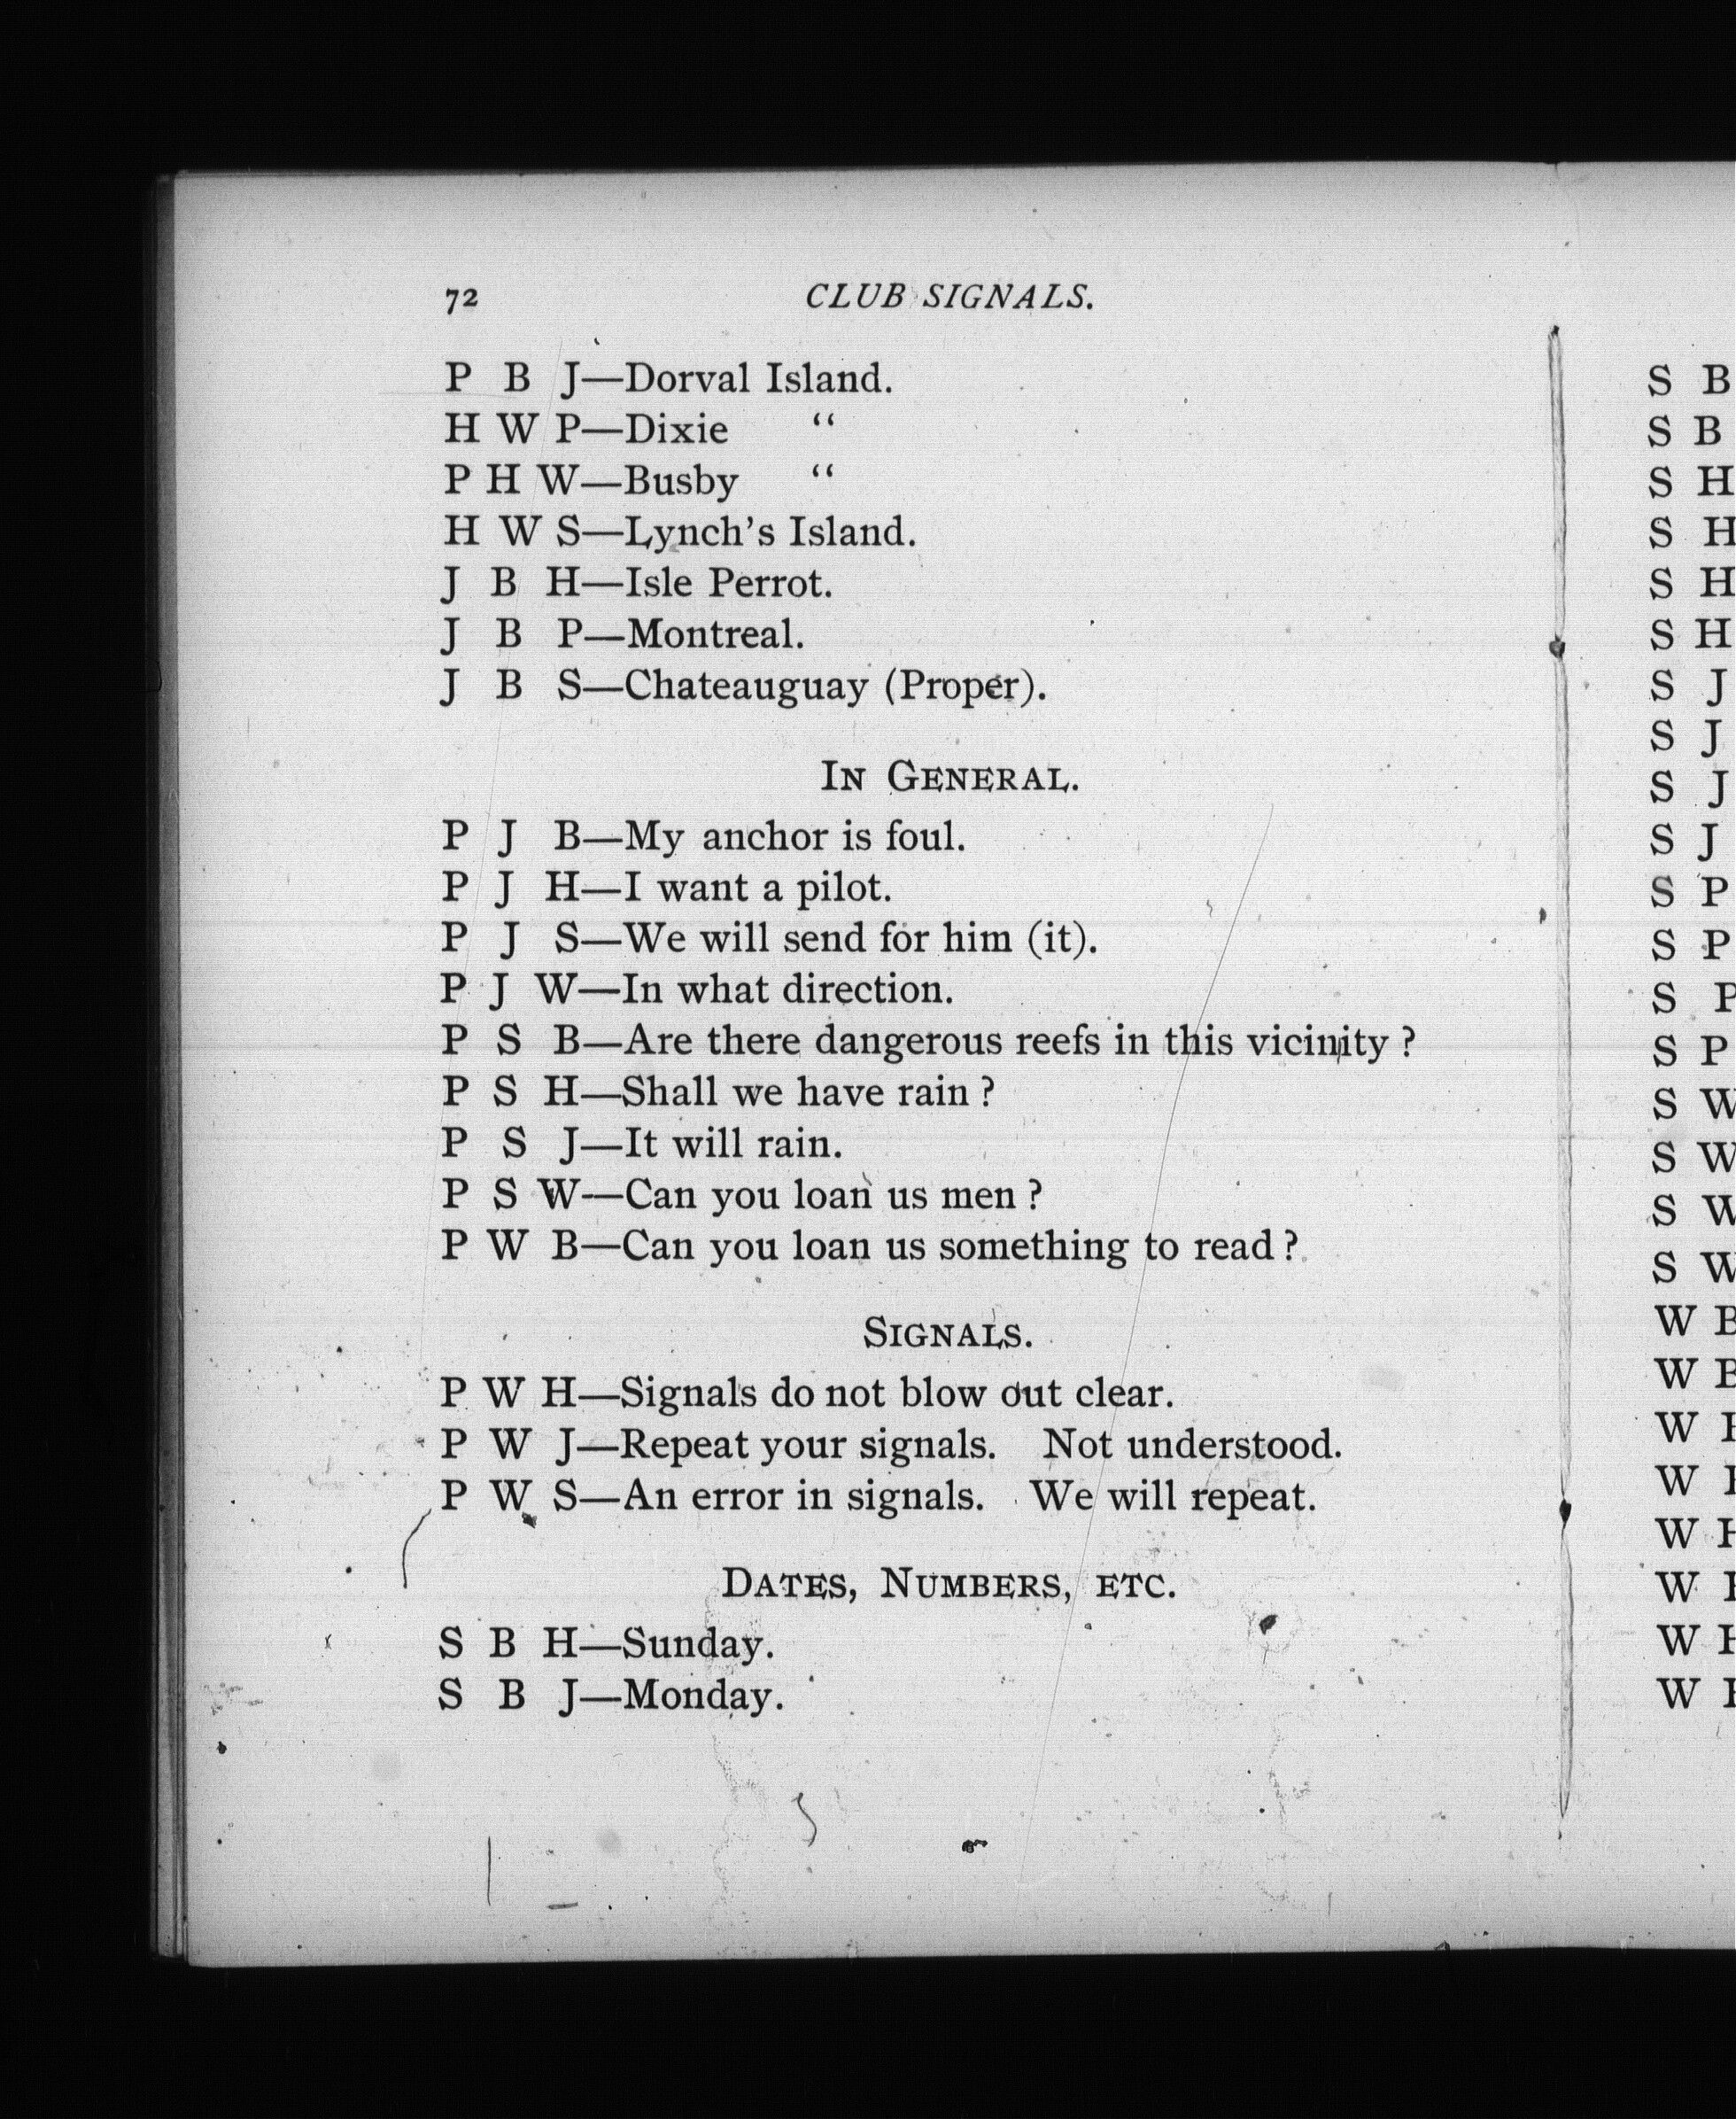 72 CLUB SIGNALS.
P B J—Dorval Island.
H W P—Dixie “
P H W—Busby “
H W S—Lynch's Island.
J B H—Isle Perrot.
J B P—Montreal.
J B S—Chateauguay (Proper).
IN GENERAL.
P J B—My anchor is foul.
P J H—I want a pilot.
P J S—We will send for him (it).
P J W—In what direction.
P S B—Are there dangerous reefs in this vicinity ?
P S H—Shall we have rain ?
P S J—It will rain.
P S W—Can you loan us men ?
P W B—Can you loan us something to read ?
SIGNALS.
P W H—Signals do not blow out clear.
P W J—Repeat your signals. Not understood.
P W S—An error in signals. We will repeat.
DATES, NUMBERS, ETC.
S B H—Sunday.
S B J—Monday.
S B
S B
S H
S H
S H
S H
S J
S J
S J
S J
S P
S P
S P
S P
S W
S W
S W
S W
W B
W B
W
W
W H
W
W H
W